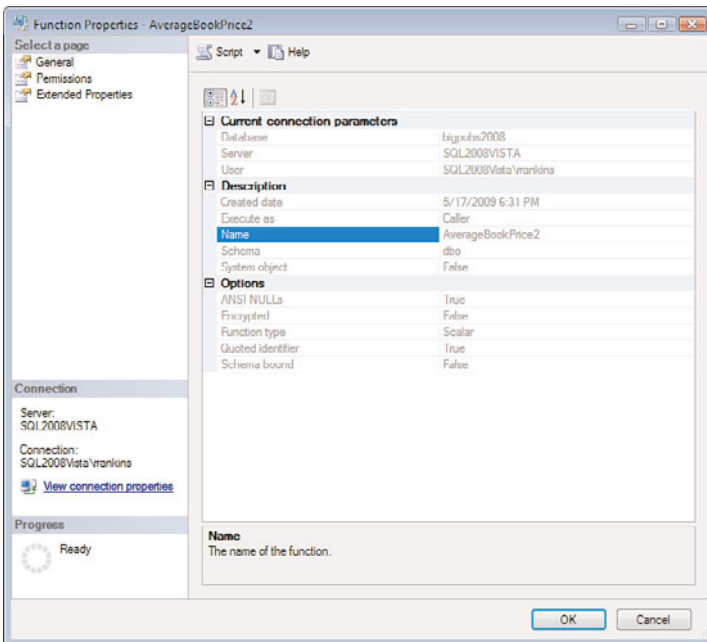 Function Properties - AverageBookPrice2
Select a page
General
Permissions
Extended Properties
Script Help
Current connection parameters
Database bigpubs2008
Server SQL2008VISTA
User SQL2008Vista\rrankins
Description
Created date 5/17/2009 6:31 PM
Execute as Caller
Name AverageBookPrice2
Schema dbo
System object False
Options
ANSI NULLs True
Encrypted False
Function type Scalar
Quoted identifier True
Schema bound False
Connection
Server:
SQL2008VISTA
Connection:
SQL2008Vista\rrankins
View connection properties
Progress
Ready
Name
The name of the function.
OK Cancel